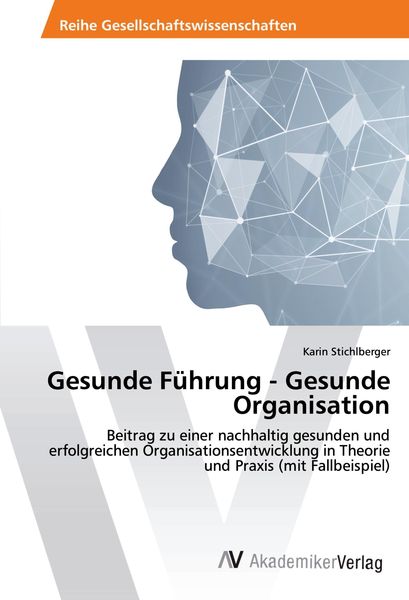 Reihe Gesellschaftswissenschaften
Karin Stichlberger
Gesunde Führung - Gesunde
Organisation
Beitrag zu einer nachhaltig gesunden und
erfolgreichen Organisationsentwicklung in Theorie
und Praxis (mit Fallbeispiel)
AV AkademikerVerlag